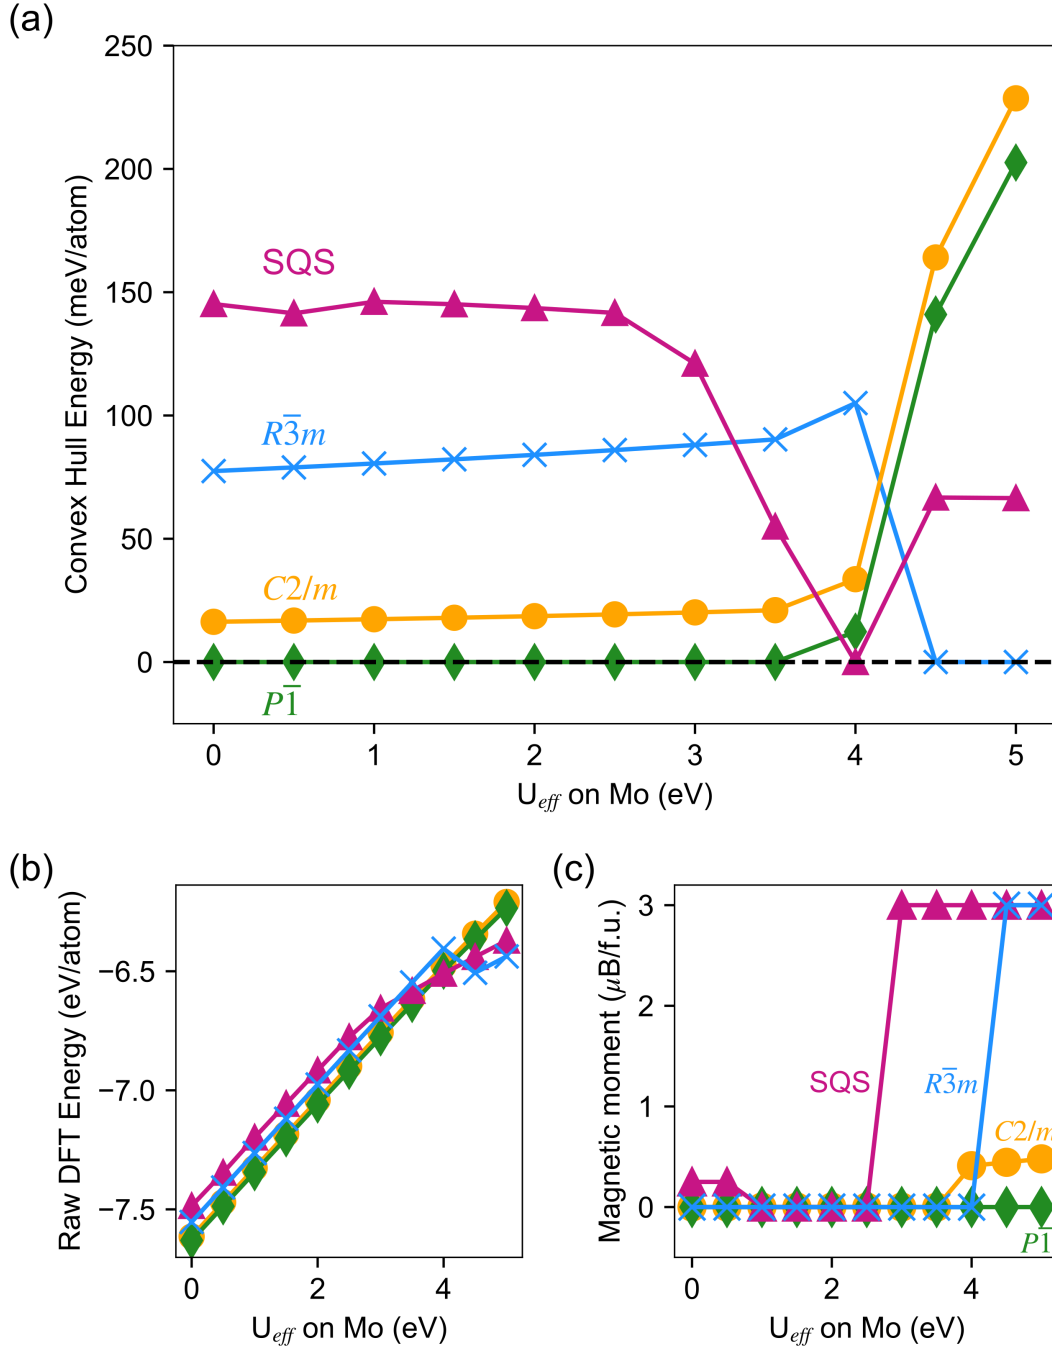 (a)
Convex Hull Energy (meV/atom)
250
200
150
100
50
0
SQS
R3̅m
C2/m
P1̅
0 1 2 3 4 5
U_eff on Mo (eV)
(b)
Raw DFT Energy (eV/atom)
−6.5
−7.0
−7.5
0 2 4
U_eff on Mo (eV)
(c)
Magnetic moment (μB/f.u.)
3
2
1
0
SQS
R3̅m
C2/m
P1̅
0 2 4
U_eff on Mo (eV)